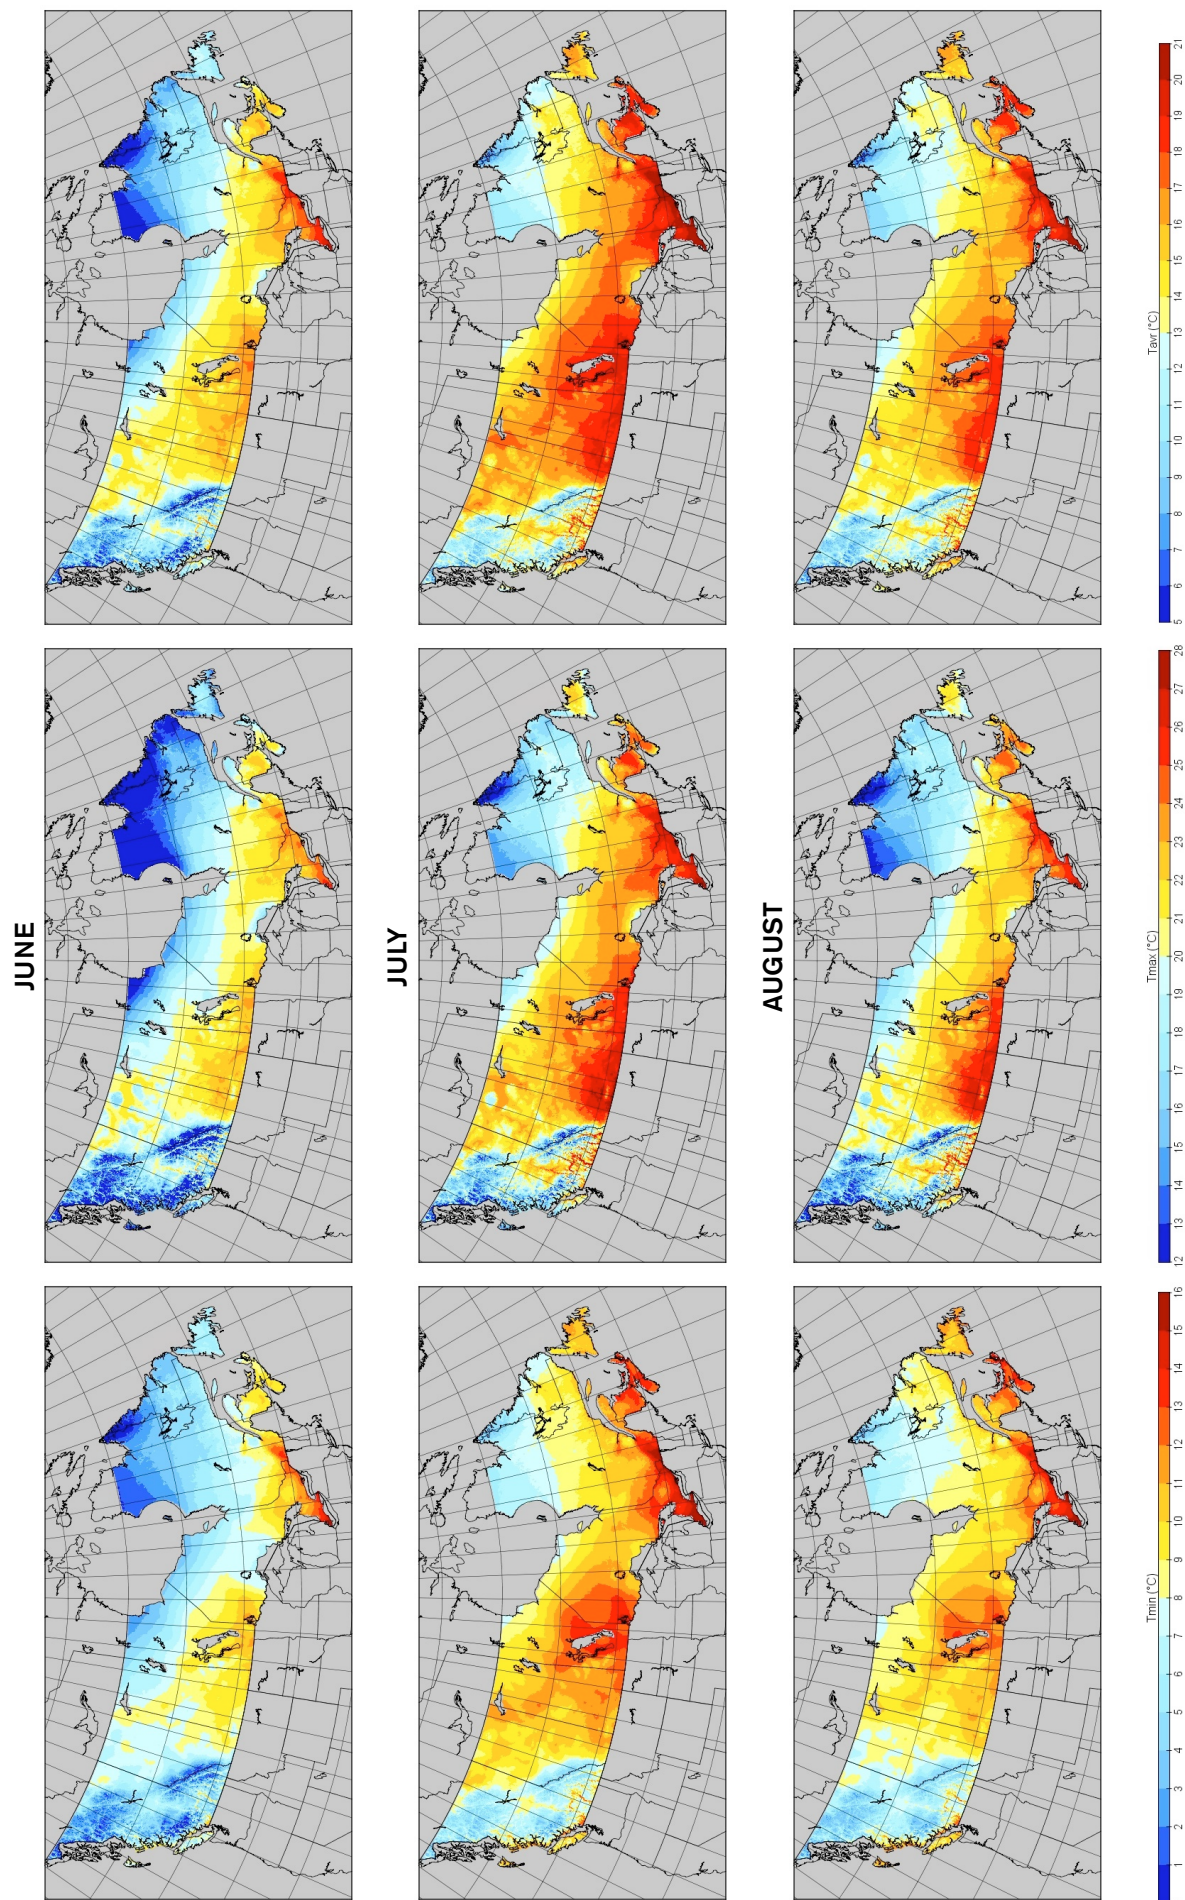 JUNE
JULY
AUGUST
Tmin (°C)
1 2 3 4 5 6 7 8 9 10 11 12 13 14 15 16
Tmax (°C)
12 13 14 15 16 17 18 19 20 21 22 23 24 25 26 27 28
Tavr (°C)
5 6 7 8 9 10 11 12 13 14 15 16 17 18 19 20 21